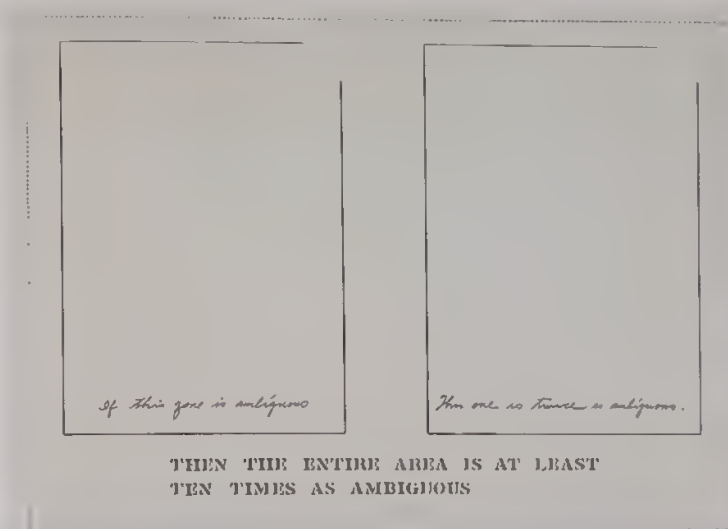 If this zone is ambiguous
This one is twice as ambiguous.
THEN THE ENTIRE AREA IS AT LEAST
TEN TIMES AS AMBIGUOUS